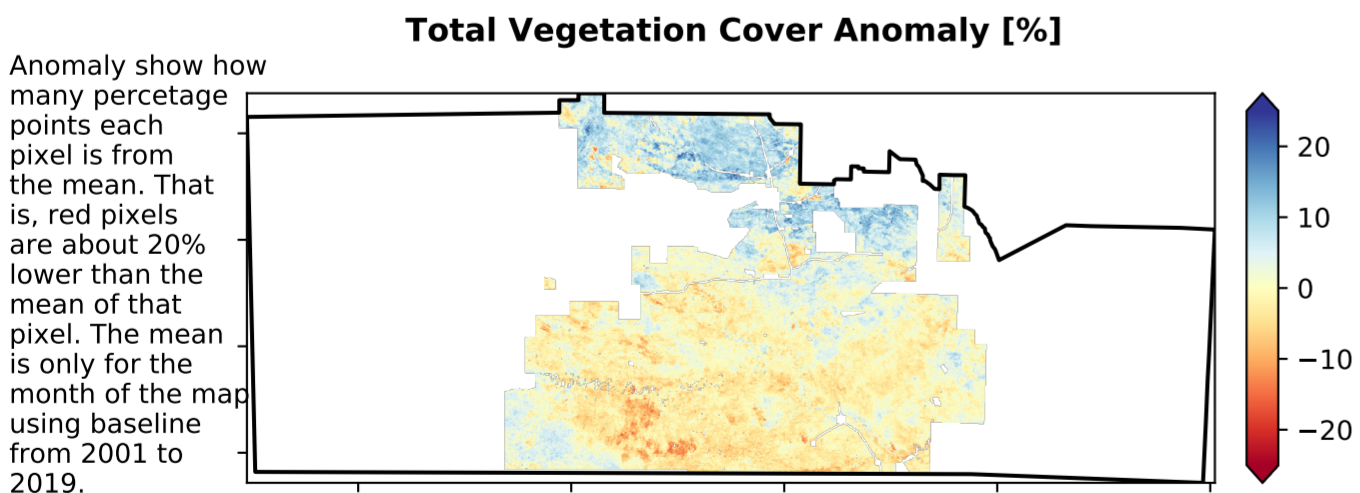 Total Vegetation Cover Anomaly [%]
Anomaly show how
many percetage
points each
pixel is from
the mean. That
is, red pixels
are about 20%
lower than the
mean of that
pixel. The mean
is only for the
month of the map
using baseline
from 2001 to
2019.
20
10
0
−10
−20